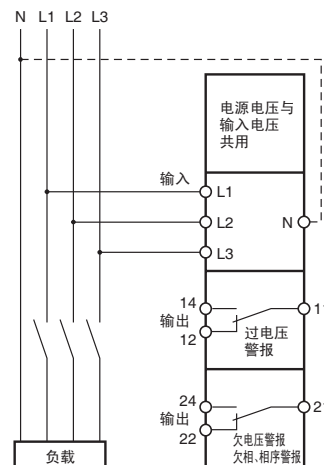 N L1 L2 L3
电源电压与
输入电压
共用
输入
L1
L2
N
L3
14
11
输出
过电压
12
警报
24
21
输出
欠电压警报
22
欠相、相序警报
负载